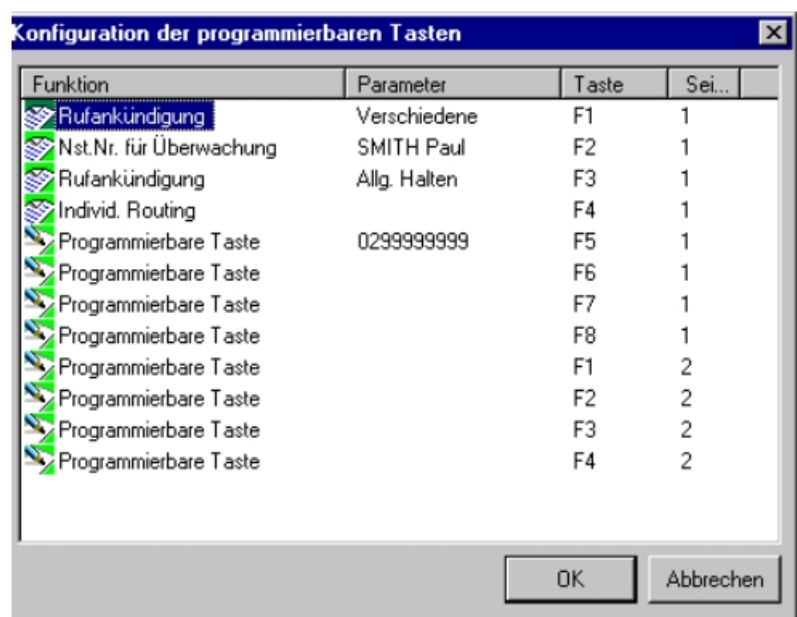 Konfiguration der programmierbaren Tasten
Funktion Parameter Taste Sei...
Rufankündigung Verschiedene F1 1
Nst.Nr. für Überwachung SMITH Paul F2 1
Rufankündigung Allg. Halten F3 1
Individ. Routing F4 1
Programmierbare Taste 0299999999 F5 1
Programmierbare Taste F6 1
Programmierbare Taste F7 1
Programmierbare Taste F8 1
Programmierbare Taste F1 2
Programmierbare Taste F2 2
Programmierbare Taste F3 2
Programmierbare Taste F4 2
OK Abbrechen